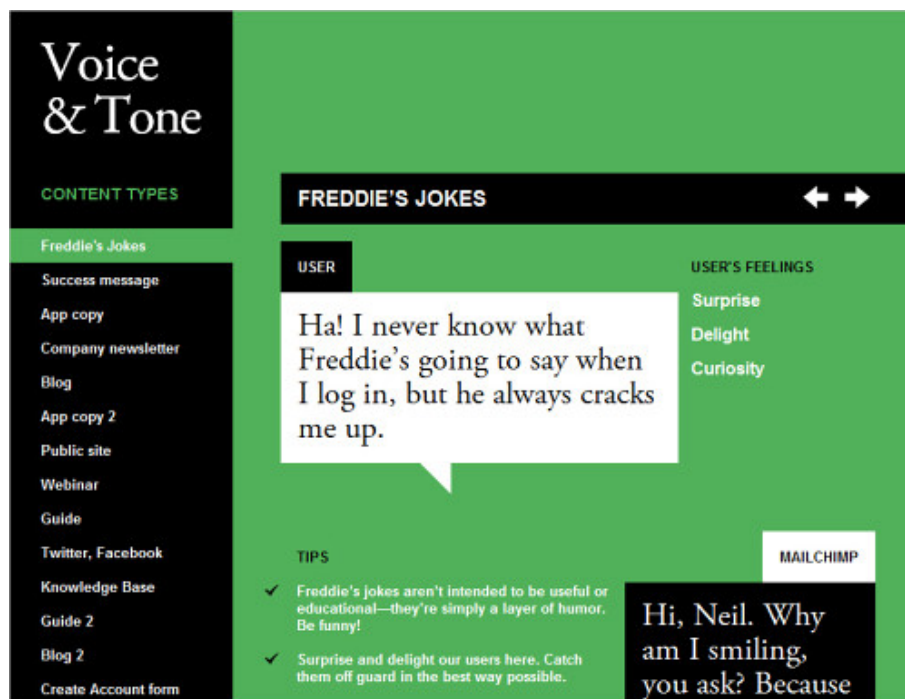 Voice
& Tone
CONTENT TYPES
Freddie's Jokes
Success message
App copy
Company newsletter
Blog
App copy 2
Public site
Webinar
Guide
Twitter, Facebook
Knowledge Base
Guide 2
Blog 2
Create Account form
FREDDIE'S JOKES
USER
Ha! I never know what
Freddie's going to say when
I log in, but he always cracks
me up.
USER'S FEELINGS
Surprise
Delight
Curiosity
TIPS
Freddie's jokes aren't intended to be useful or
educational—they're simply a layer of humor.
Be funny!
Surprise and delight our users here. Catch
them off guard in the best way possible.
MAILCHIMP
Hi, Neil. Why
am I smiling,
you ask? Because